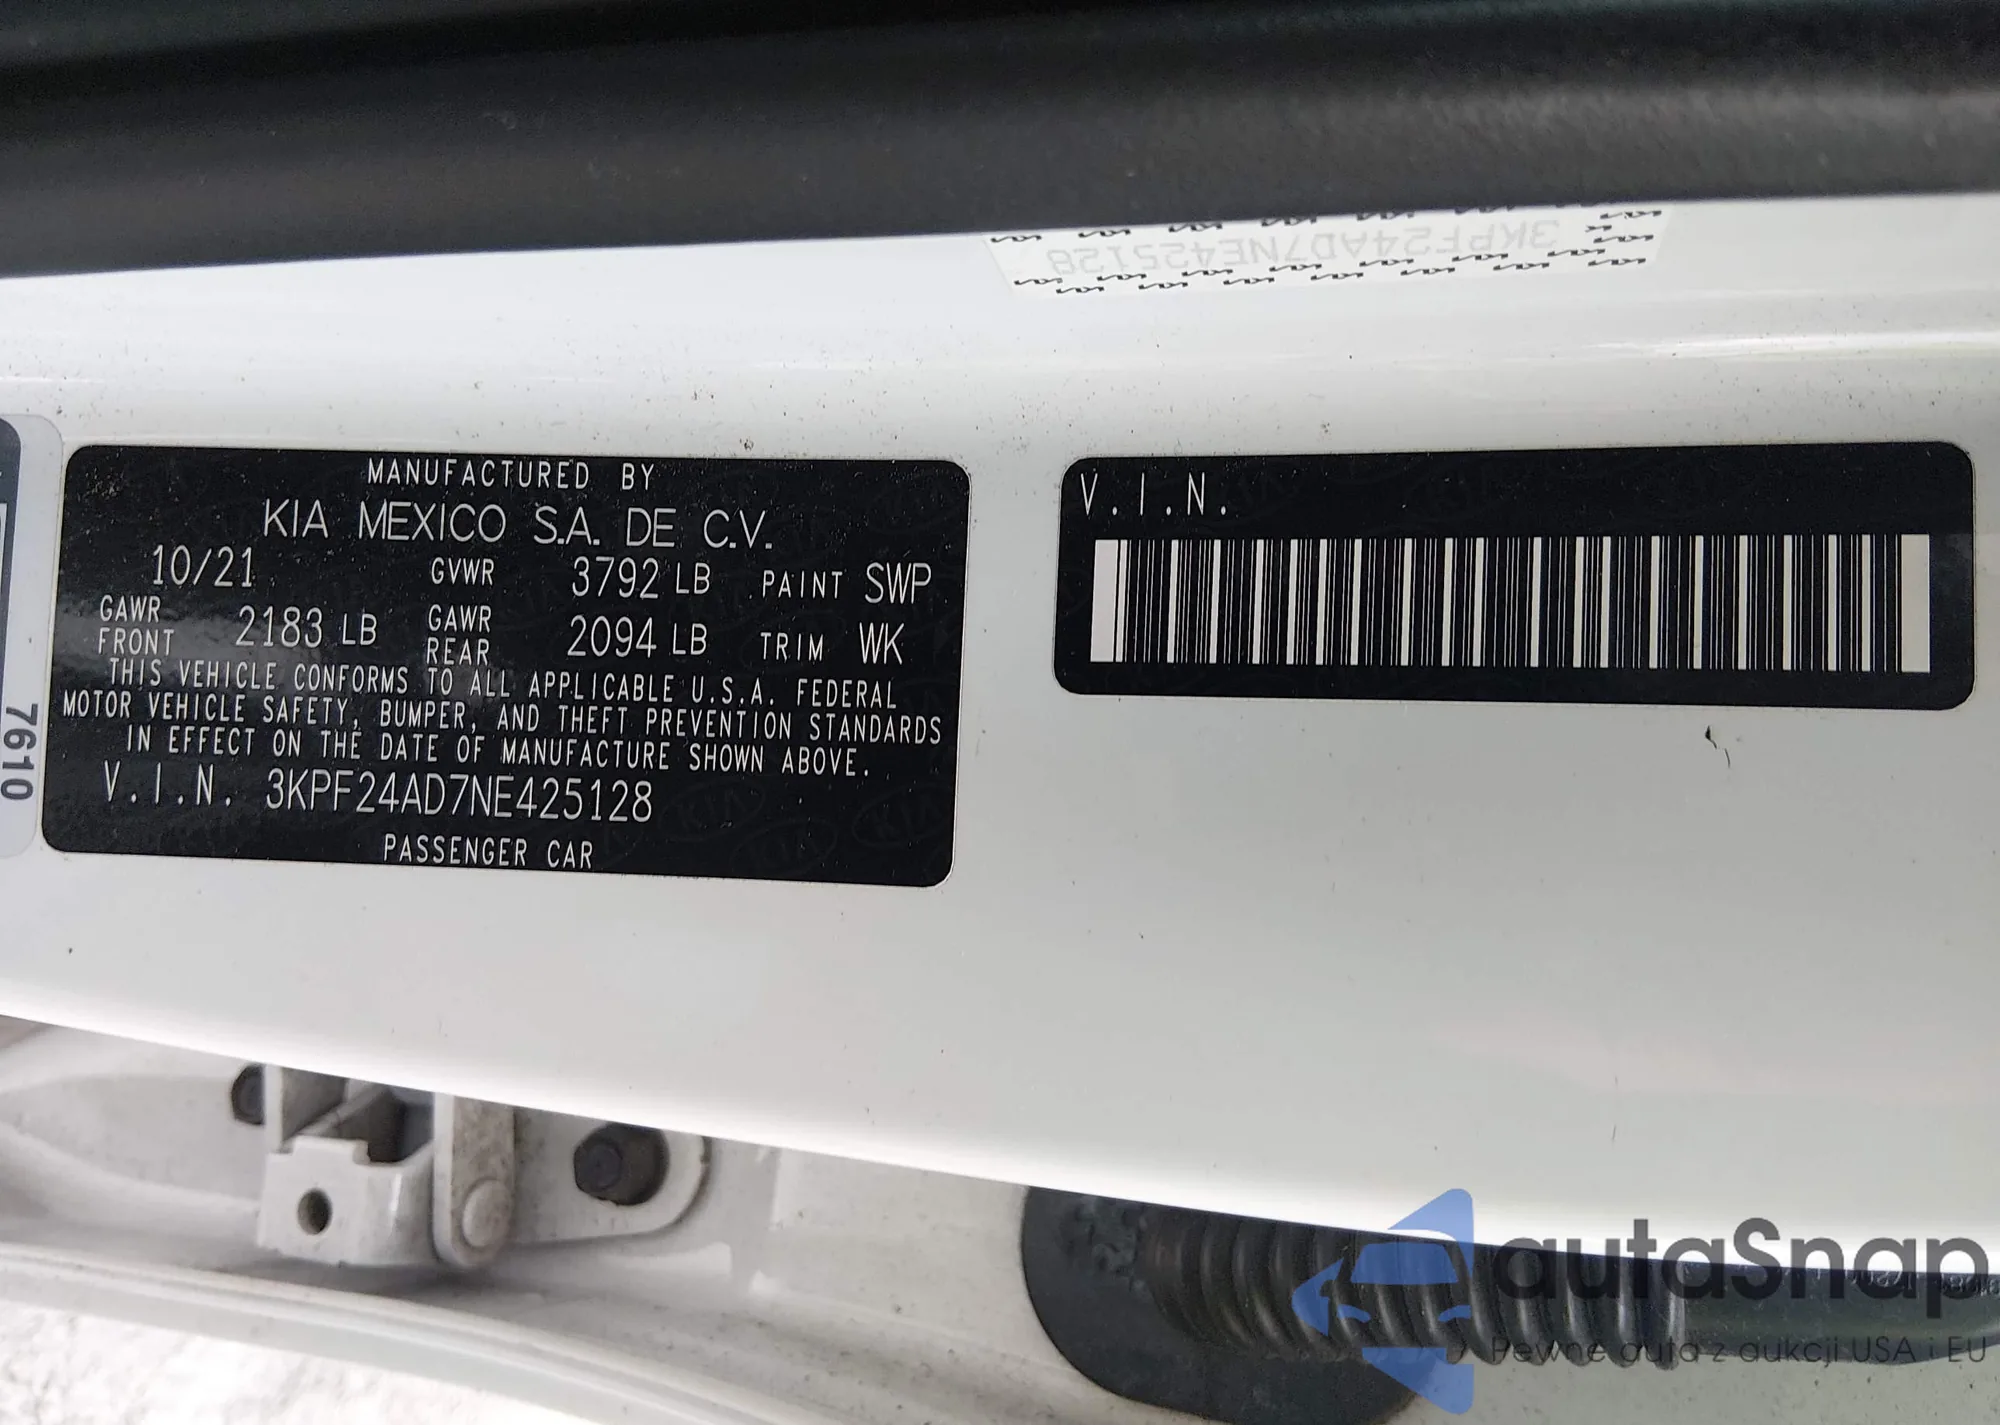 3KPF24AD7NE425128
MANUFACTURED BY
KIA MEXICO S.A. DE C.V.
10/21 GVWR 3792 LB PAINT SWP
GAWR FRONT 2183 LB GAWR REAR 2094 LB TRIM WK
THIS VEHICLE CONFORMS TO ALL APPLICABLE U.S.A. FEDERAL
MOTOR VEHICLE SAFETY, BUMPER, AND THEFT PREVENTION STANDARDS
IN EFFECT ON THE DATE OF MANUFACTURE SHOWN ABOVE.
V.I.N. 3KPF24AD7NE425128
PASSENGER CAR
V.I.N.
7610
autaSnap
Pewne auta z aukcji USA i EU